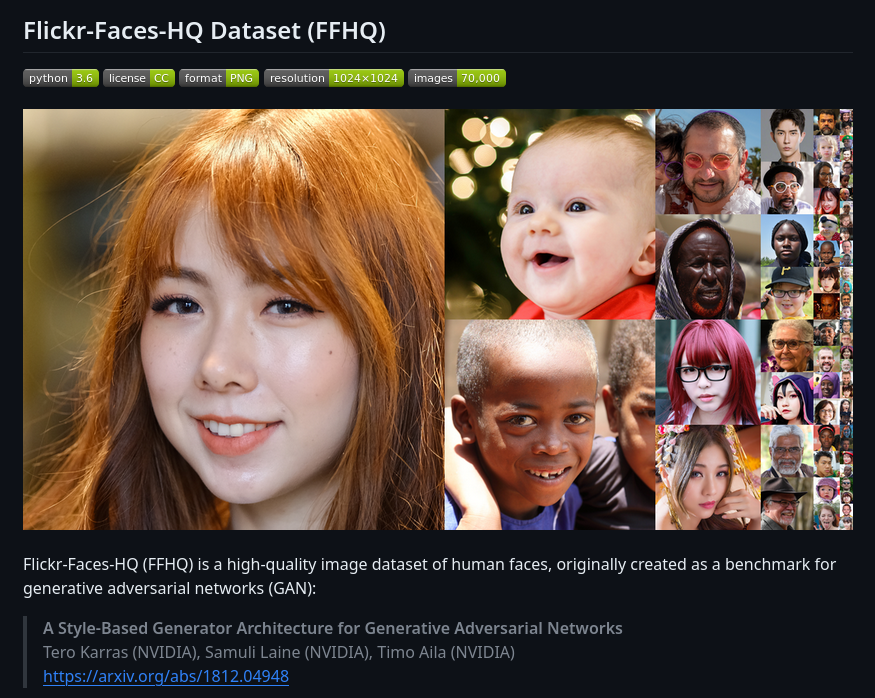 Flickr-Faces-HQ Dataset (FFHQ)
python 3.6 license CC format PNG resolution 1024×1024 images 70,000
Flickr-Faces-HQ (FFHQ) is a high-quality image dataset of human faces, originally created as a benchmark for
generative adversarial networks (GAN):
A Style-Based Generator Architecture for Generative Adversarial Networks
Tero Karras (NVIDIA), Samuli Laine (NVIDIA), Timo Aila (NVIDIA)
https://arxiv.org/abs/1812.04948